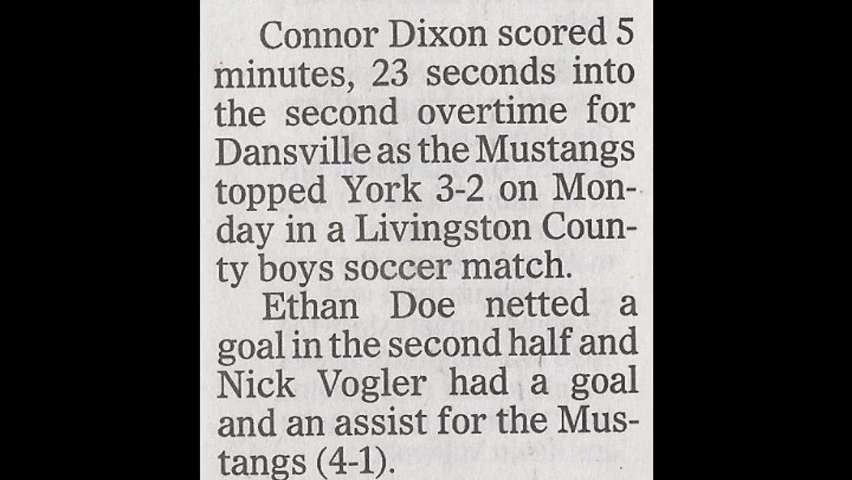 Connor Dixon scored 5
minutes, 23 seconds into
the second overtime for
Dansville as the Mustangs
topped York 3-2 on Mon-
day in a Livingston Coun-
ty boys soccer match.
Ethan Doe netted a
goal in the second half and
Nick Vogler had a goal
and an assist for the Mus-
tangs (4-1).